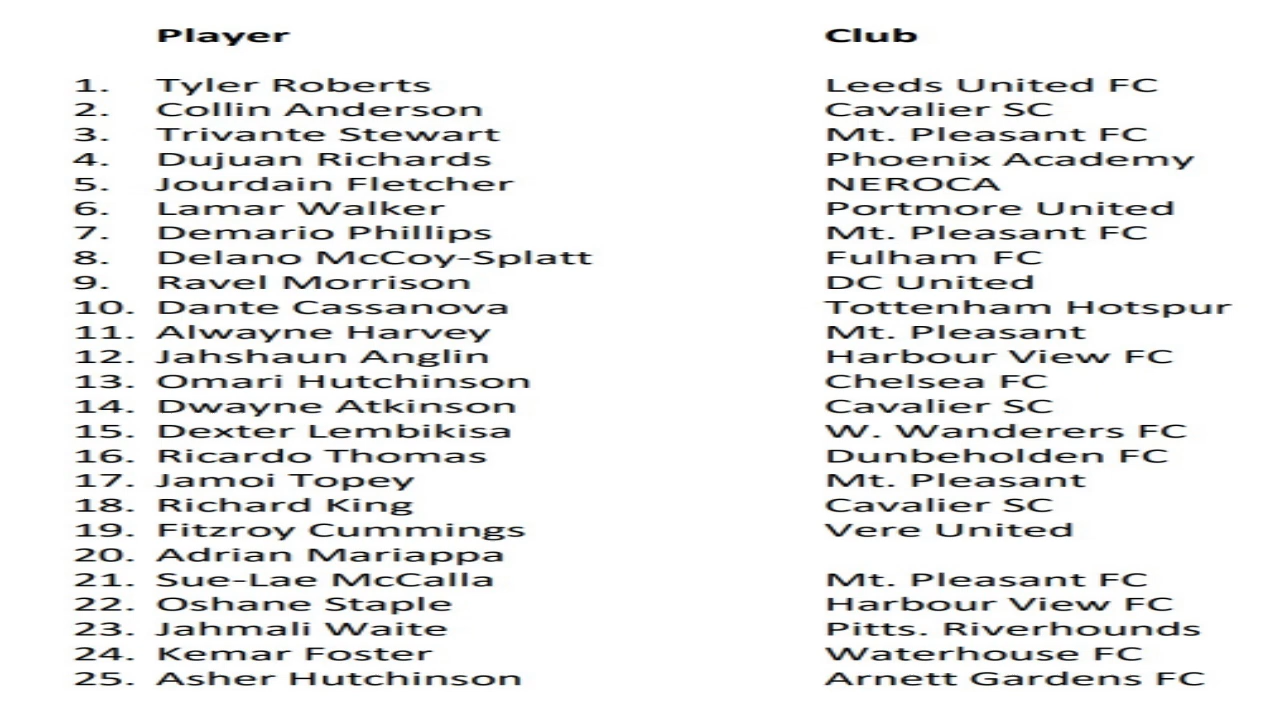 Player Club
1. Tyler Roberts Leeds United FC
2. Collin Anderson Cavalier SC
3. Trivante Stewart Mt. Pleasant FC
4. Dujuan Richards Phoenix Academy
5. Jourdain Fletcher NEROCA
6. Lamar Walker Portmore United
7. Demario Phillips Mt. Pleasant FC
8. Delano McCoy-Splatt Fulham FC
9. Ravel Morrison DC United
10. Dante Cassanova Tottenham Hotspur
11. Alwayne Harvey Mt. Pleasant
12. Jahshaun Anglin Harbour View FC
13. Omari Hutchinson Chelsea FC
14. Dwayne Atkinson Cavalier SC
15. Dexter Lembikisa W. Wanderers FC
16. Ricardo Thomas Dunbeholden FC
17. Jamoi Topey Mt. Pleasant
18. Richard King Cavalier SC
19. Fitzroy Cummings Vere United
20. Adrian Mariappa
21. Sue-Lae McCalla Mt. Pleasant FC
22. Oshane Staple Harbour View FC
23. Jahmali Waite Pitts. Riverhounds
24. Kemar Foster Waterhouse FC
25. Asher Hutchinson Arnett Gardens FC